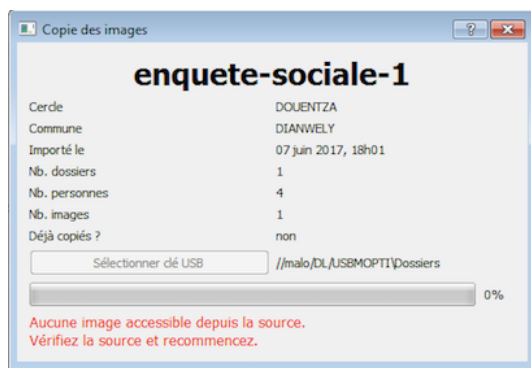 Copie des images
enquete-sociale-1
Cercle DOUENTZA
Commune DIANWELY
Importé le 07 juin 2017, 18h01
Nb. dossiers 1
Nb. personnes 4
Nb. images 1
Déjà copiés ? non
Sélectionner clé USB //malo/DL/USBMOPTI\Dossiers
0%
Aucune image accessible depuis la source.
Vérifiez la source et recommencez.